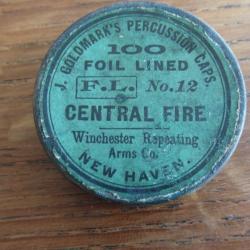 J. GOLDMARK'S PERCUSSION CAPS.
100
FOIL LINED
F.L. No. 12
CENTRAL FIRE
Winchester Repeating
Arms Co.
NEW HAVEN.